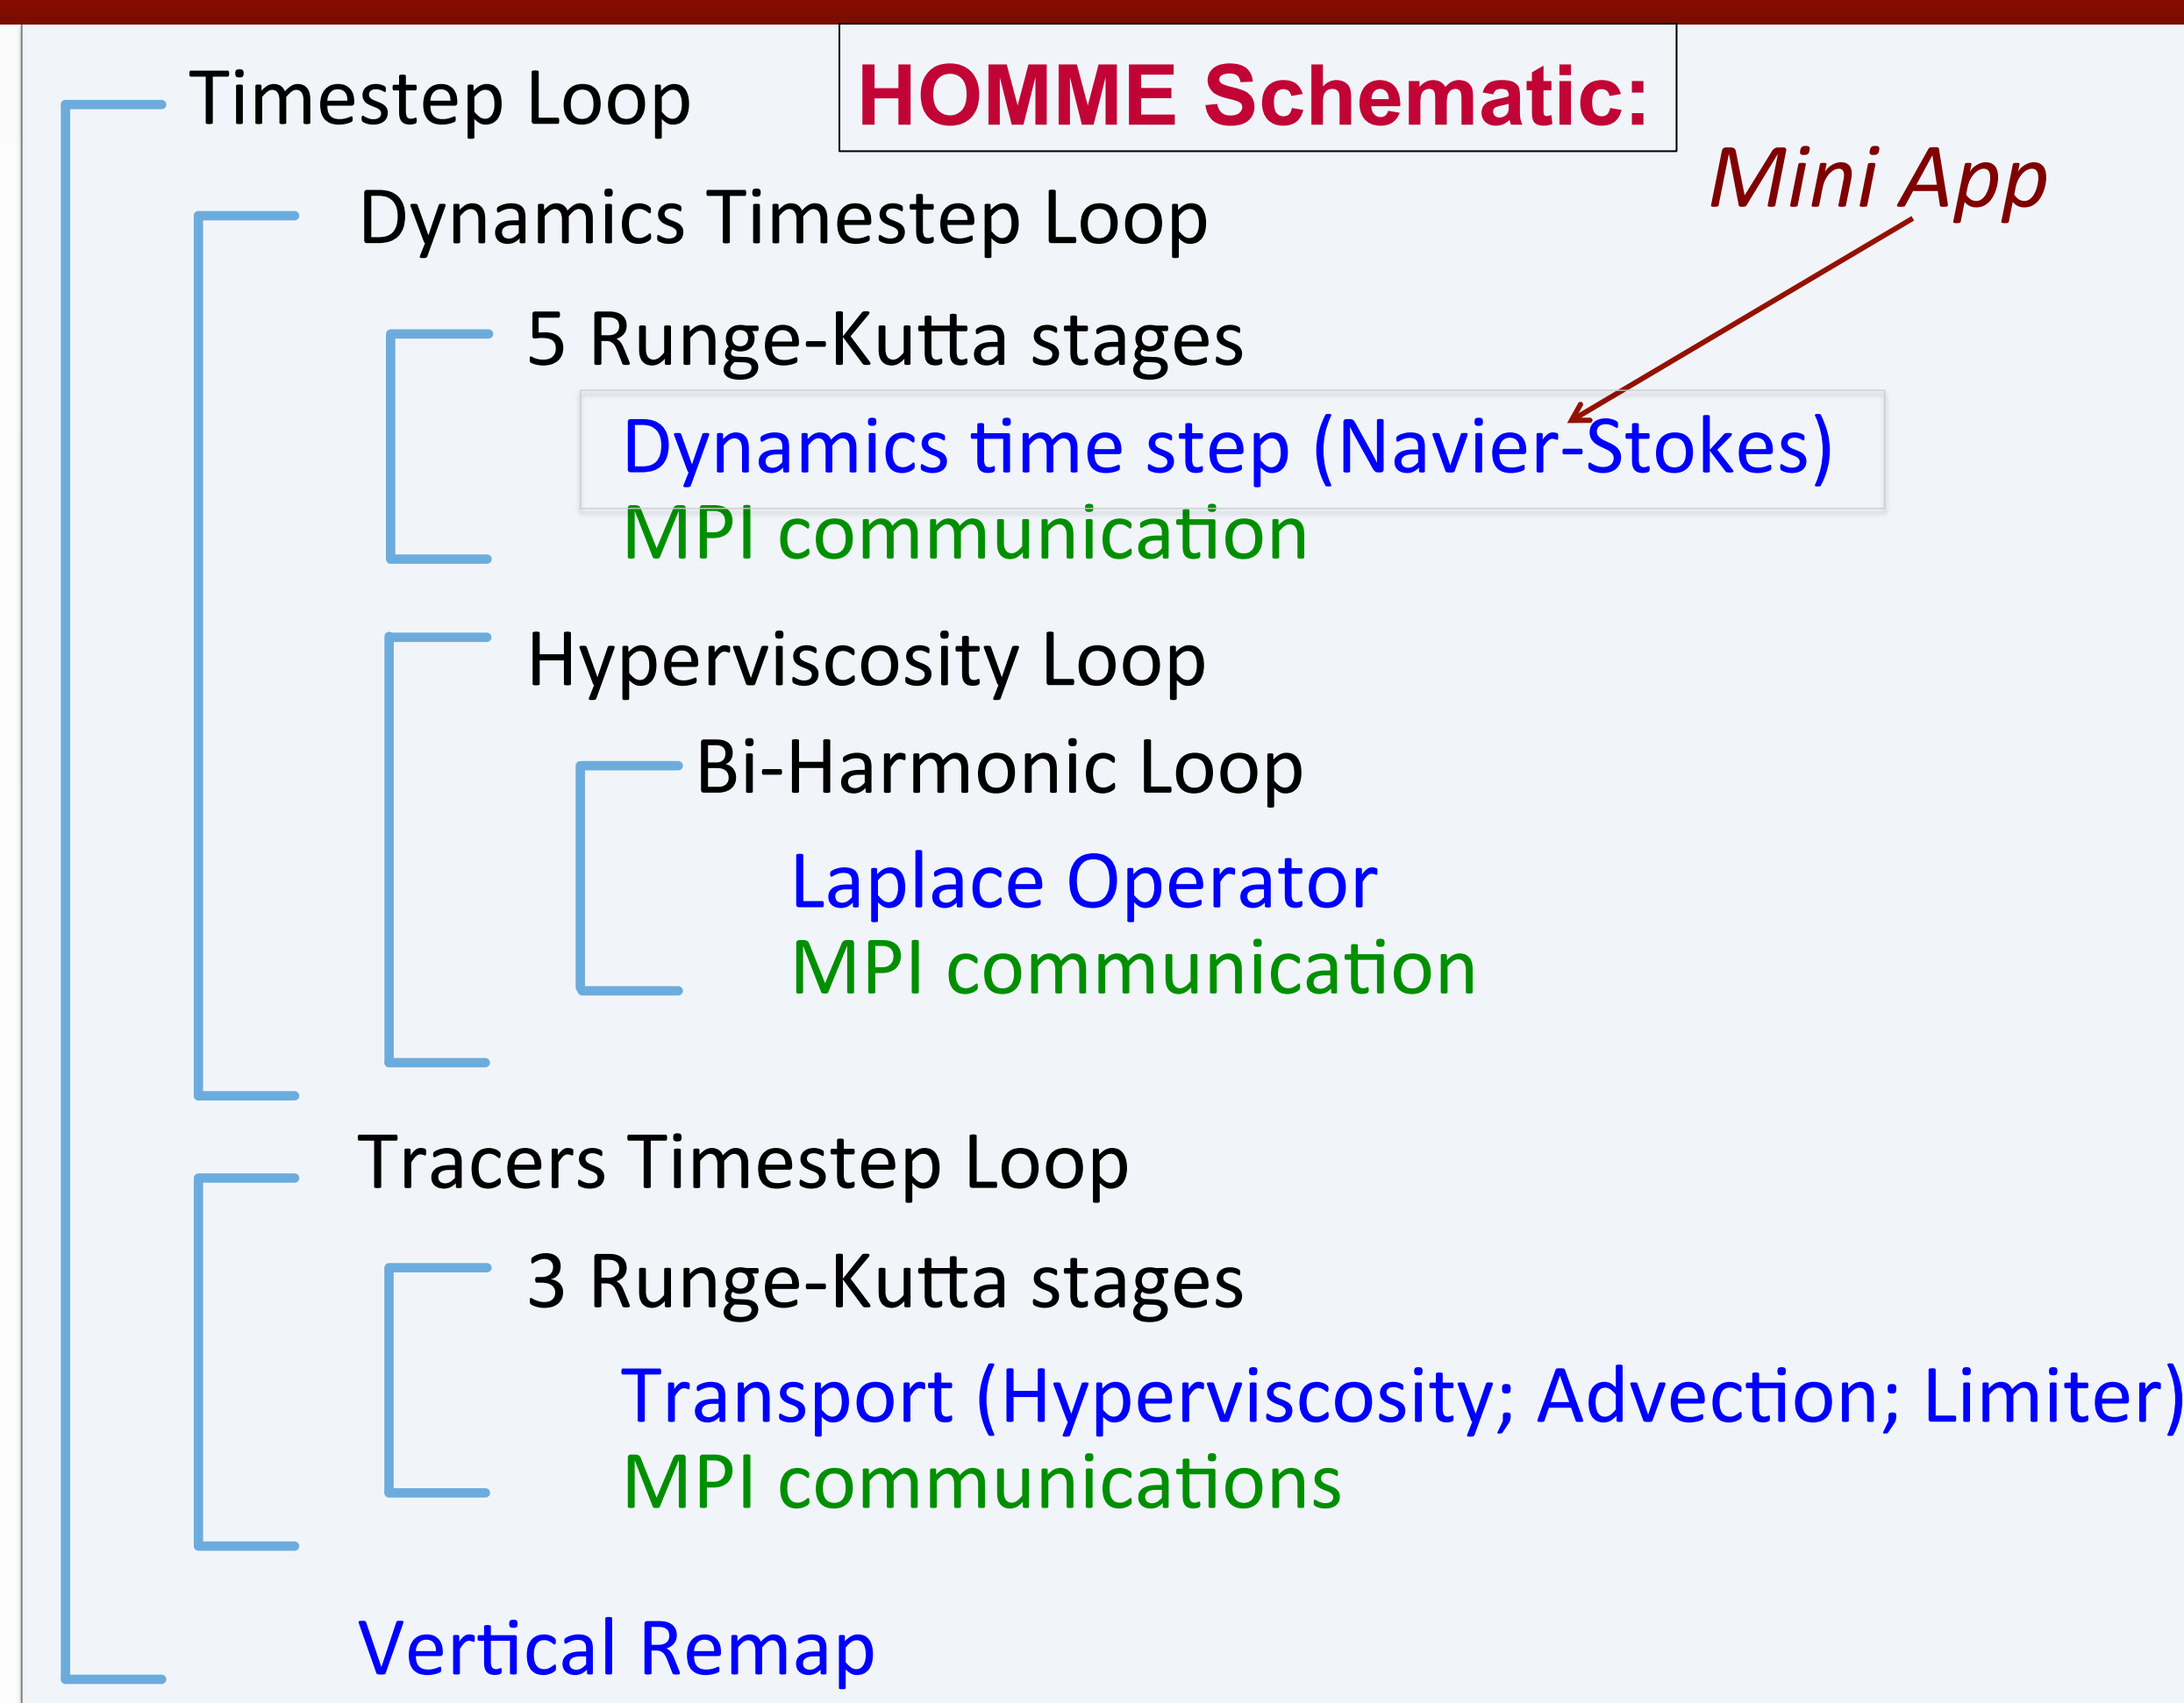 Timestep Loop
HOMME Schematic:
Mini App
Dynamics Timestep Loop
5 Runge-Kutta stages
Dynamics time step (Navier-Stokes)
MPI communication
Hyperviscosity Loop
Bi-Harmonic Loop
Laplace Operator
MPI communication
Tracers Timestep Loop
3 Runge-Kutta stages
Transport (Hyperviscosity; Advection; Limiter)
MPI communications
Vertical Remap